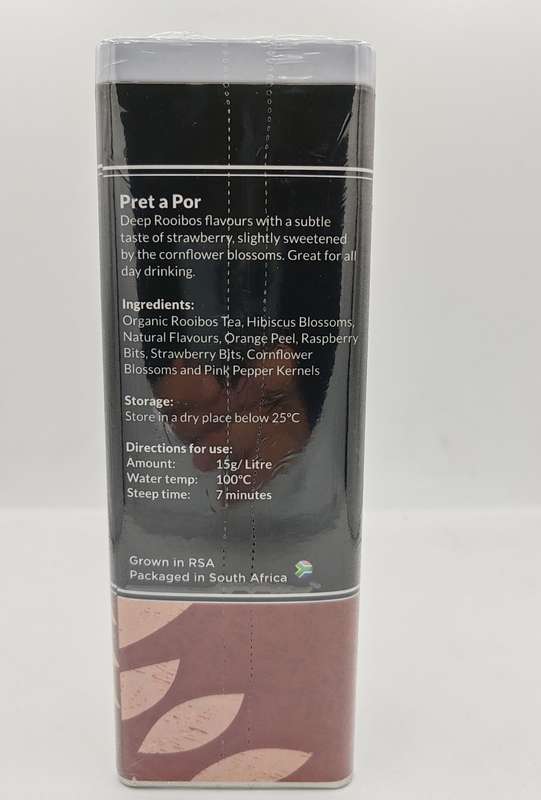 Pret a Por
Deep Rooibos flavours with a subtle
taste of strawberry, slightly sweetened
by the cornflower blossoms. Great for all
day drinking.
Ingredients:
Organic Rooibos Tea, Hibiscus Blossoms,
Natural Flavours, Orange Peel, Raspberry
Bits, Strawberry Bits, Cornflower
Blossoms and Pink Pepper Kernels
Storage:
Store in a dry place below 25°C
Directions for use:
Amount: 15g/ Litre
Water temp: 100°C
Steep time: 7 minutes
Grown in RSA
Packaged in South Africa